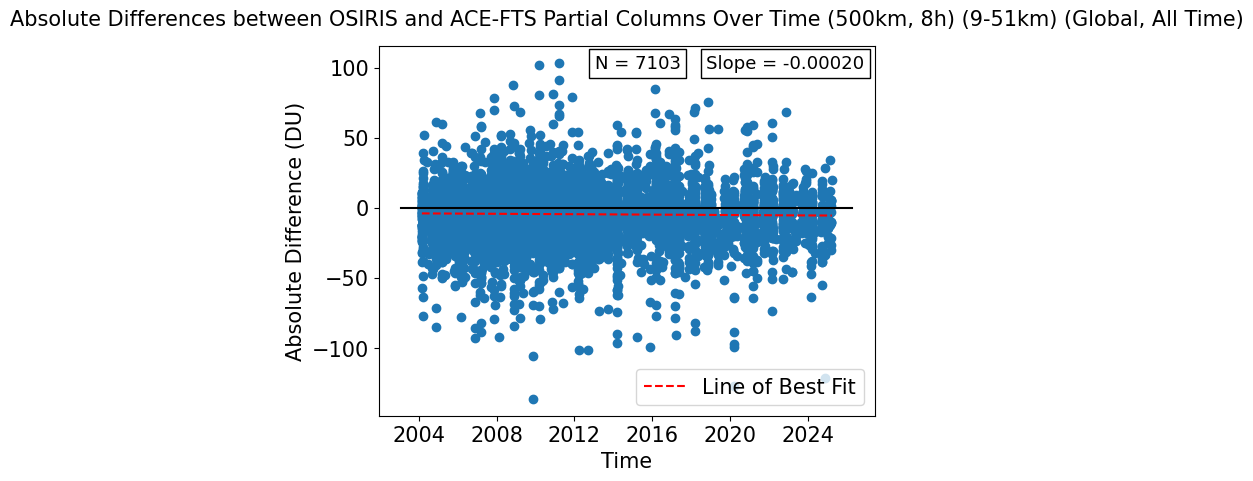 Absolute Differences between OSIRIS and ACE-FTS Partial Columns Over Time (500km, 8h) (9-51km) (Global, All Time)
N = 7103
Slope = -0.00020
100
50
0
−50
−100
Absolute Difference (DU)
Line of Best Fit
2004
2008
2012
2016
2020
2024
Time